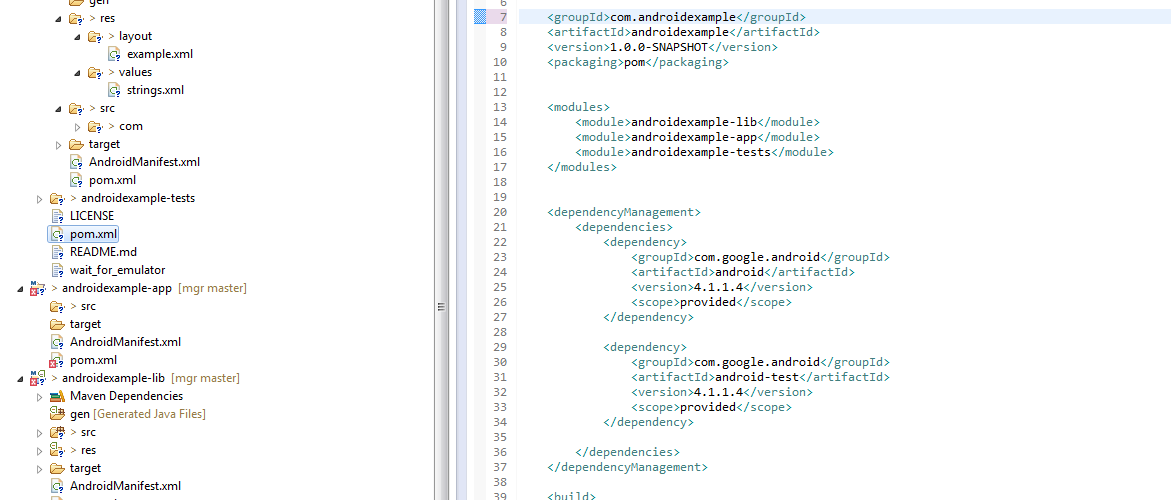 gen
> res
> layout
example.xml
> values
strings.xml
> src
> com
target
AndroidManifest.xml
pom.xml
> androidexample-tests
LICENSE
pom.xml
README.md
wait_for_emulator
> androidexample-app [mgr master]
> src
target
AndroidManifest.xml
pom.xml
> androidexample-lib [mgr master]
Maven Dependencies
gen [Generated Java Files]
> src
> res
target
AndroidManifest.xml
6
7 <groupId>com.androidexample</groupId>
8 <artifactId>androidexample</artifactId>
9 <version>1.0.0-SNAPSHOT</version>
10 <packaging>pom</packaging>
11
12
13 <modules>
14 <module>androidexample-lib</module>
15 <module>androidexample-app</module>
16 <module>androidexample-tests</module>
17 </modules>
18
19
20 <dependencyManagement>
21 <dependencies>
22 <dependency>
23 <groupId>com.google.android</groupId>
24 <artifactId>android</artifactId>
25 <version>4.1.1.4</version>
26 <scope>provided</scope>
27 </dependency>
28
29 <dependency>
30 <groupId>com.google.android</groupId>
31 <artifactId>android-test</artifactId>
32 <version>4.1.1.4</version>
33 <scope>provided</scope>
34 </dependency>
35
36 </dependencies>
37 </dependencyManagement>
38
39 <build>